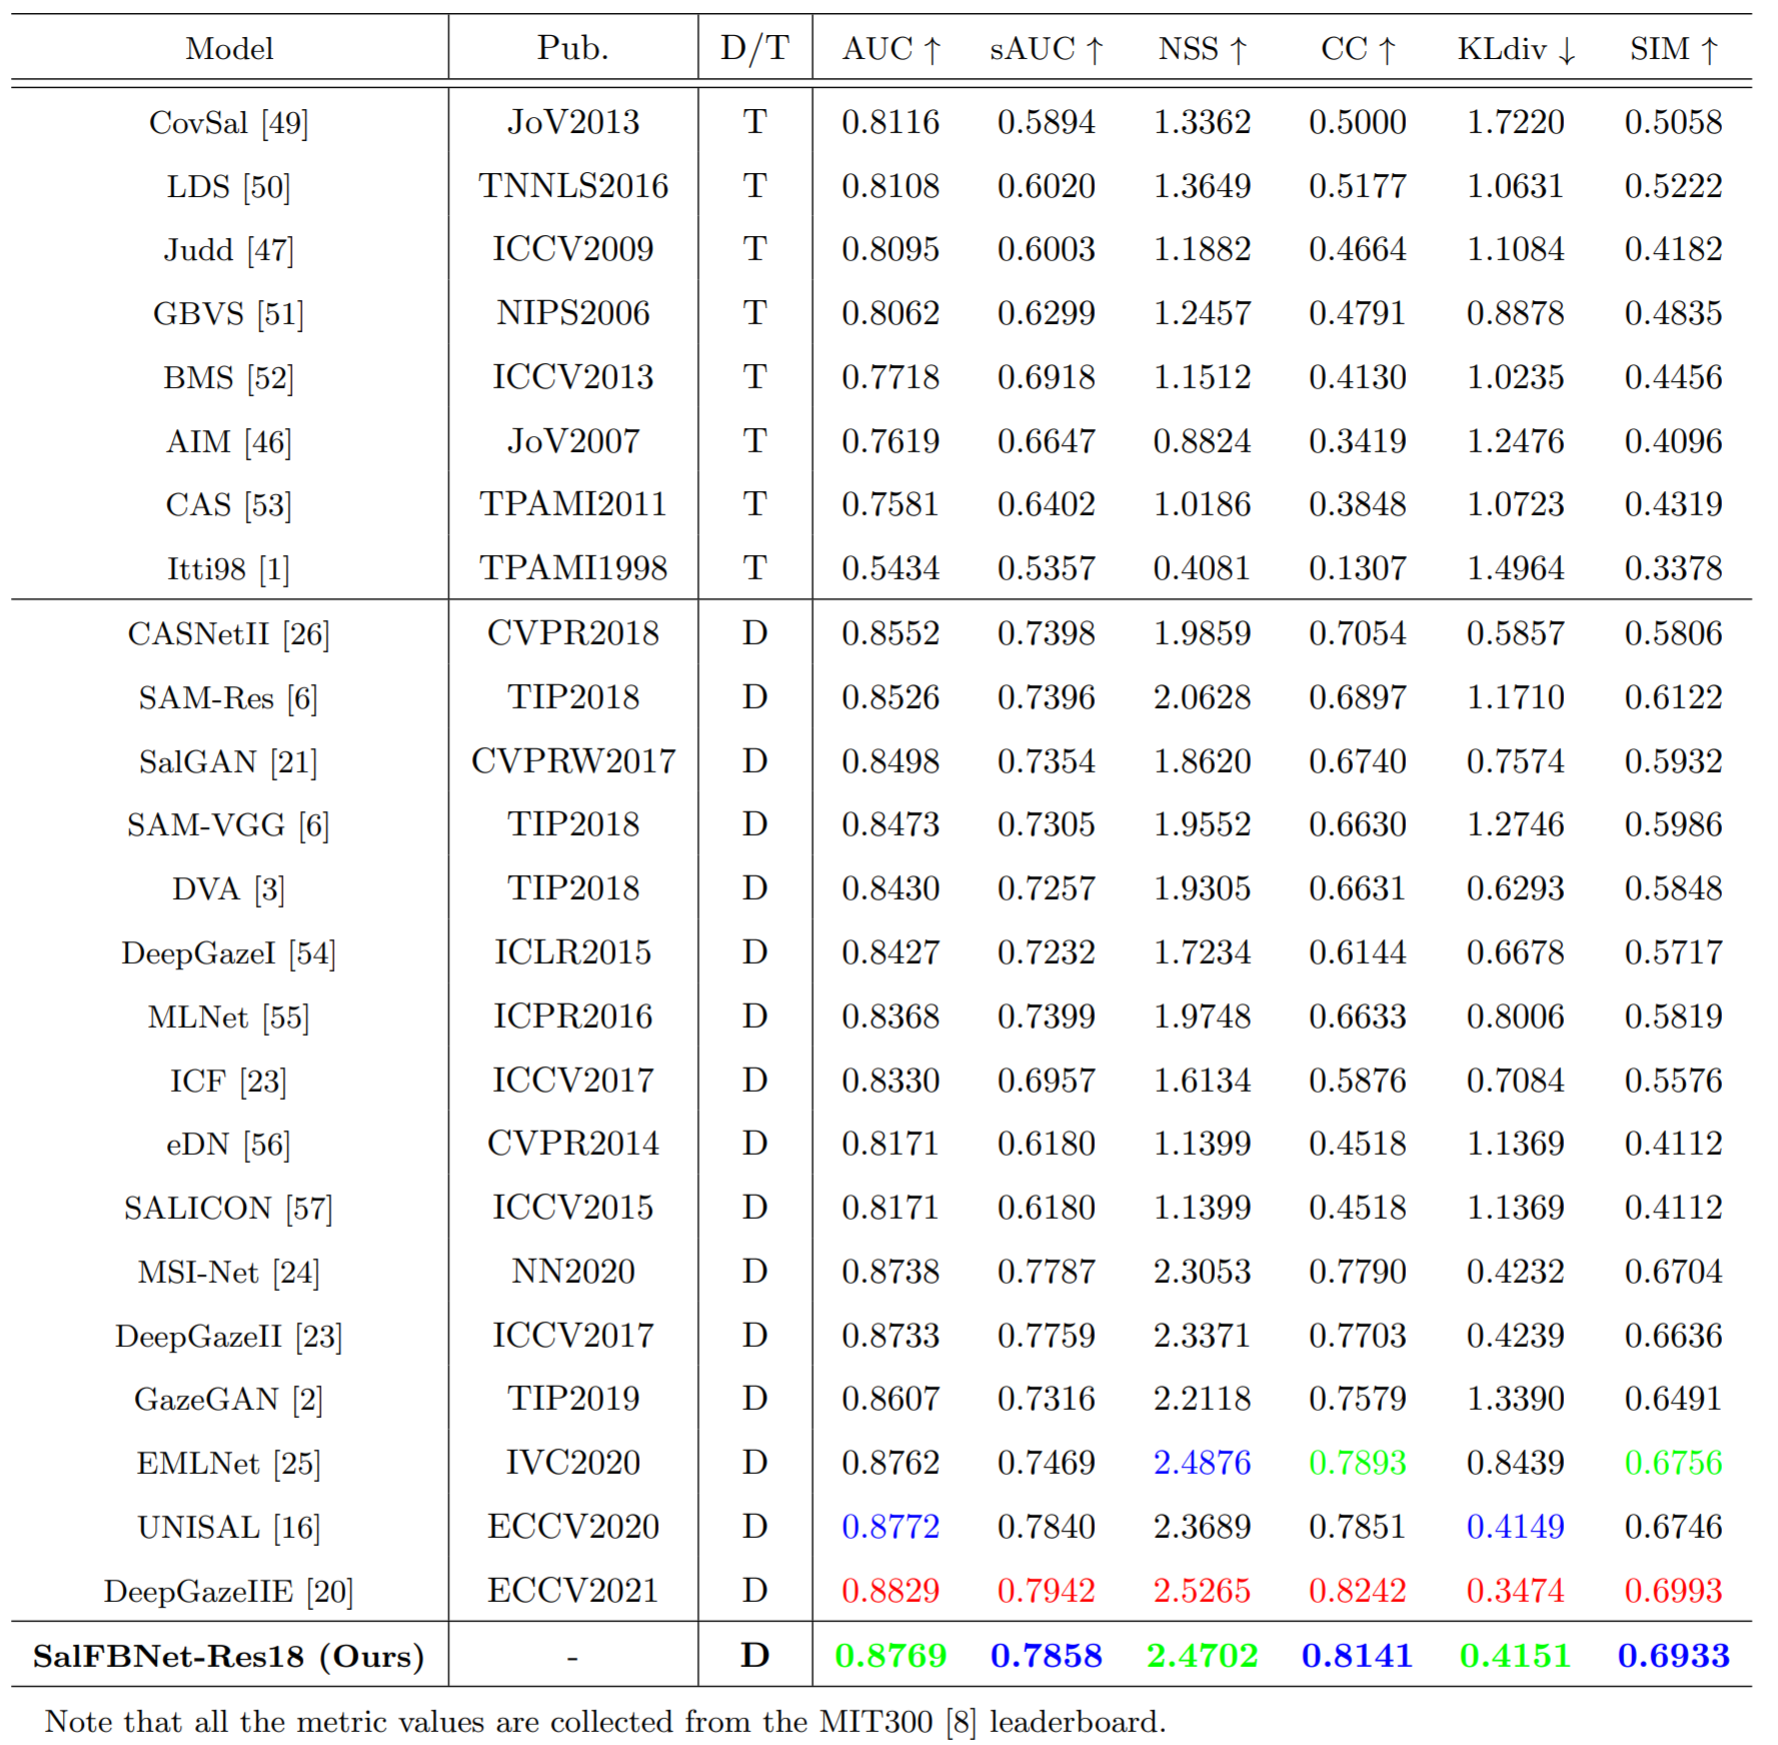 Model Pub. D/T AUC ↑ sAUC ↑ NSS ↑ CC ↑ KLdiv ↓ SIM ↑
CovSal [49] JoV2013 T 0.8116 0.5894 1.3362 0.5000 1.7220 0.5058
LDS [50] TNNLS2016 T 0.8108 0.6020 1.3649 0.5177 1.0631 0.5222
Judd [47] ICCV2009 T 0.8095 0.6003 1.1882 0.4664 1.1084 0.4182
GBVS [51] NIPS2006 T 0.8062 0.6299 1.2457 0.4791 0.8878 0.4835
BMS [52] ICCV2013 T 0.7718 0.6918 1.1512 0.4130 1.0235 0.4456
AIM [46] JoV2007 T 0.7619 0.6647 0.8824 0.3419 1.2476 0.4096
CAS [53] TPAMI2011 T 0.7581 0.6402 1.0186 0.3848 1.0723 0.4319
Itti98 [1] TPAMI1998 T 0.5434 0.5357 0.4081 0.1307 1.4964 0.3378
CASNetII [26] CVPR2018 D 0.8552 0.7398 1.9859 0.7054 0.5857 0.5806
SAM-Res [6] TIP2018 D 0.8526 0.7396 2.0628 0.6897 1.1710 0.6122
SalGAN [21] CVPRW2017 D 0.8498 0.7354 1.8620 0.6740 0.7574 0.5932
SAM-VGG [6] TIP2018 D 0.8473 0.7305 1.9552 0.6630 1.2746 0.5986
DVA [3] TIP2018 D 0.8430 0.7257 1.9305 0.6631 0.6293 0.5848
DeepGazeI [54] ICLR2015 D 0.8427 0.7232 1.7234 0.6144 0.6678 0.5717
MLNet [55] ICPR2016 D 0.8368 0.7399 1.9748 0.6633 0.8006 0.5819
ICF [23] ICCV2017 D 0.8330 0.6957 1.6134 0.5876 0.7084 0.5576
eDN [56] CVPR2014 D 0.8171 0.6180 1.1399 0.4518 1.1369 0.4112
SALICON [57] ICCV2015 D 0.8171 0.6180 1.1399 0.4518 1.1369 0.4112
MSI-Net [24] NN2020 D 0.8738 0.7787 2.3053 0.7790 0.4232 0.6704
DeepGazeII [23] ICCV2017 D 0.8733 0.7759 2.3371 0.7703 0.4239 0.6636
GazeGAN [2] TIP2019 D 0.8607 0.7316 2.2118 0.7579 1.3390 0.6491
EMLNet [25] IVC2020 D 0.8762 0.7469 2.4876 0.7893 0.8439 0.6756
UNISAL [16] ECCV2020 D 0.8772 0.7840 2.3689 0.7851 0.4149 0.6746
DeepGazeIIE [20] ECCV2021 D 0.8829 0.7942 2.5265 0.8242 0.3474 0.6993
SalFBNet-Res18 (Ours) - D 0.8769 0.7858 2.4702 0.8141 0.4151 0.6933
Note that all the metric values are collected from the MIT300 [8] leaderboard.